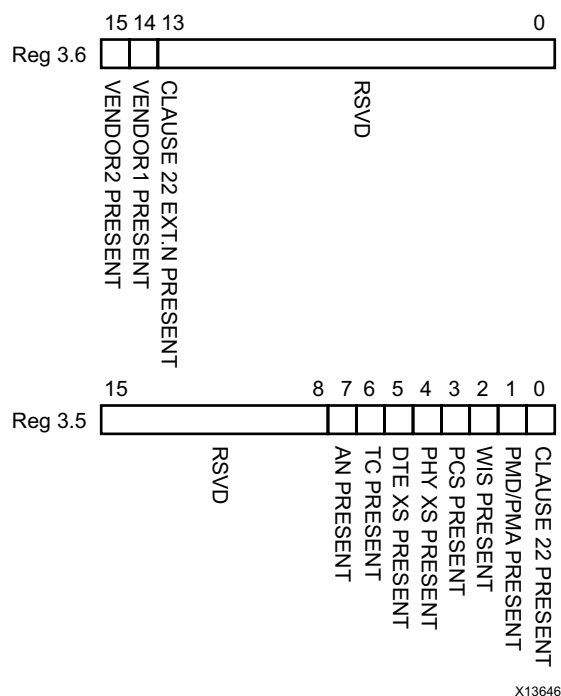 15 14 13 0
Reg 3.6
VENDOR2 PRESENT
VENDOR1 PRESENT
CLAUSE 22 EXT.N PRESENT
RSVD
15 8 7 6 5 4 3 2 1 0
Reg 3.5
RSVD
AN PRESENT
TC PRESENT
DTE XS PRESENT
PHY XS PRESENT
PCS PRESENT
WIS PRESENT
PMD/PMA PRESENT
CLAUSE 22 PRESENT
X13646